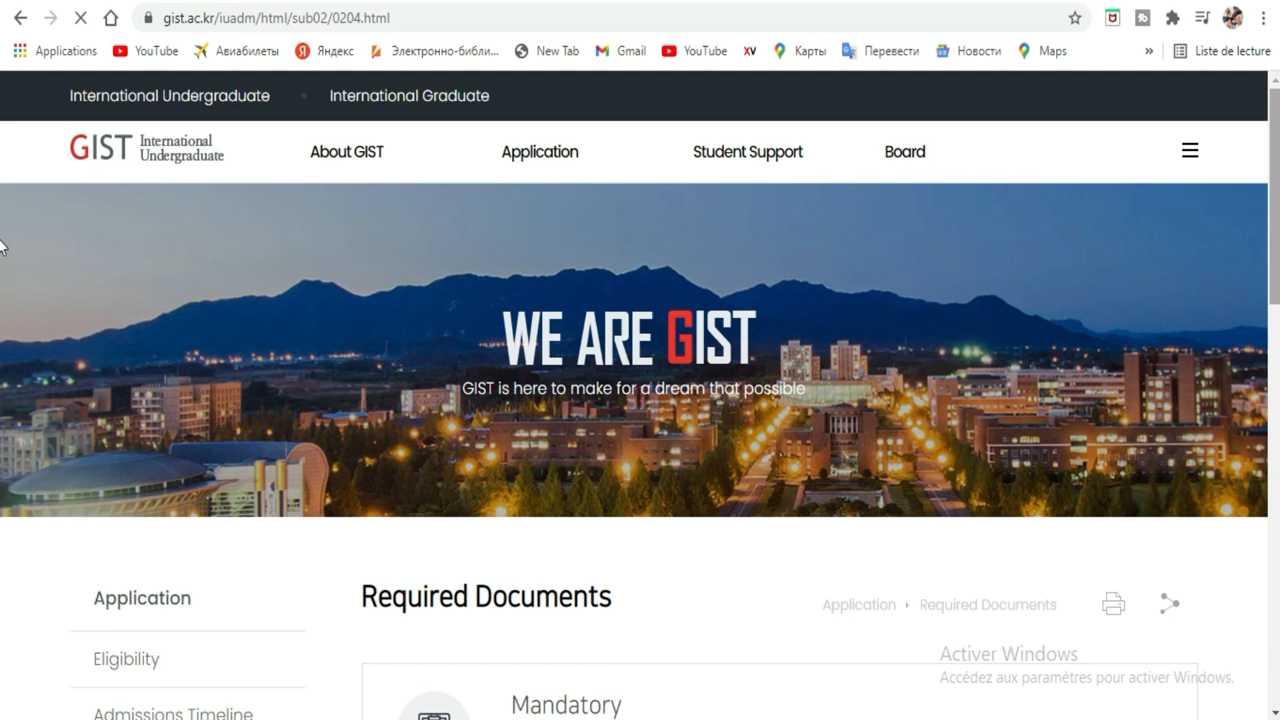 gist.ac.kr/iuadm/html/sub02/0204.html
Applications YouTube Авиабилеты Яндекс Электронно-библи... New Tab Gmail YouTube XV Карты Перевести Новости Maps » Liste de lecture
International Undergraduate International Graduate
GIST International Undergraduate
About GIST Application Student Support Board
WE ARE GIST
GIST is here to make for a dream that possible
Application
Required Documents
Application Required Documents
Eligibility
Admissions Timeline
Mandatory
Activer Windows
Accédez aux paramètres pour activer Windows.